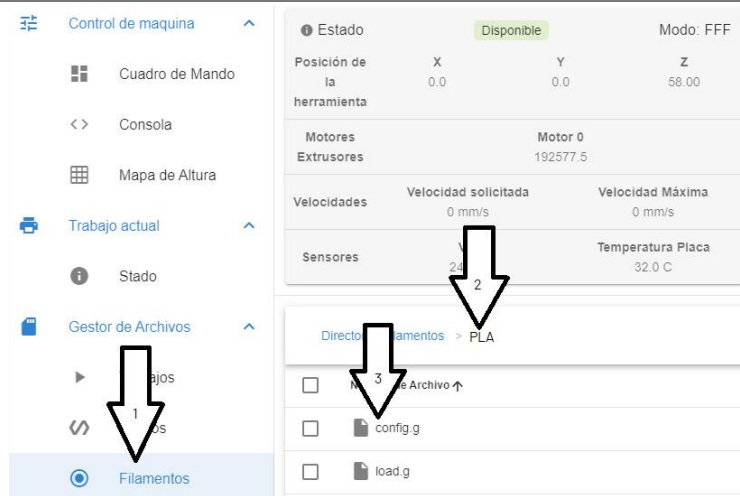 Control de maquina
Cuadro de Mando
Consola
Mapa de Altura
Trabajo actual
Stado
Gestor de Archivos
1
Filamentos
Estado
Disponible
Modo: FFF
Posición de
la
herramienta
X
Y
Z
0.0
0.0
58.00
Motores
Extrusores
Motor 0
192577.5
Velocidades
Velocidad solicitada
Velocidad Máxima
0 mm/s
0 mm/s
Sensores
Temperatura Placa
32.0 C
2
> PLA
3
Archivo
config.g
load.g